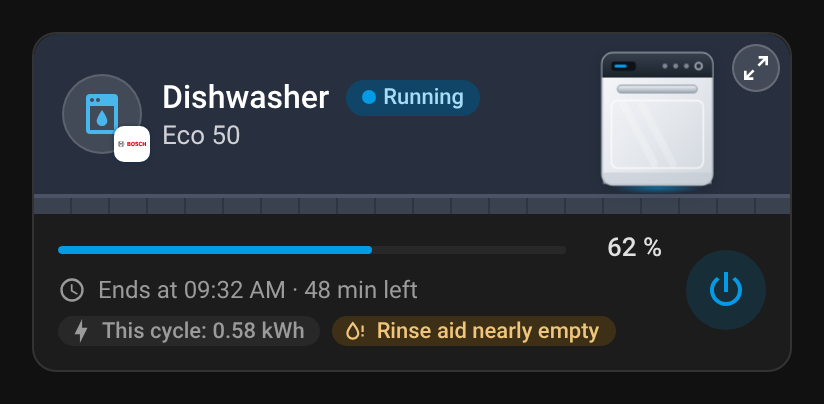 Dishwasher
Running
Eco 50
BOSCH
62 %
Ends at 09:32 AM · 48 min left
This cycle: 0.58 kWh
Rinse aid nearly empty